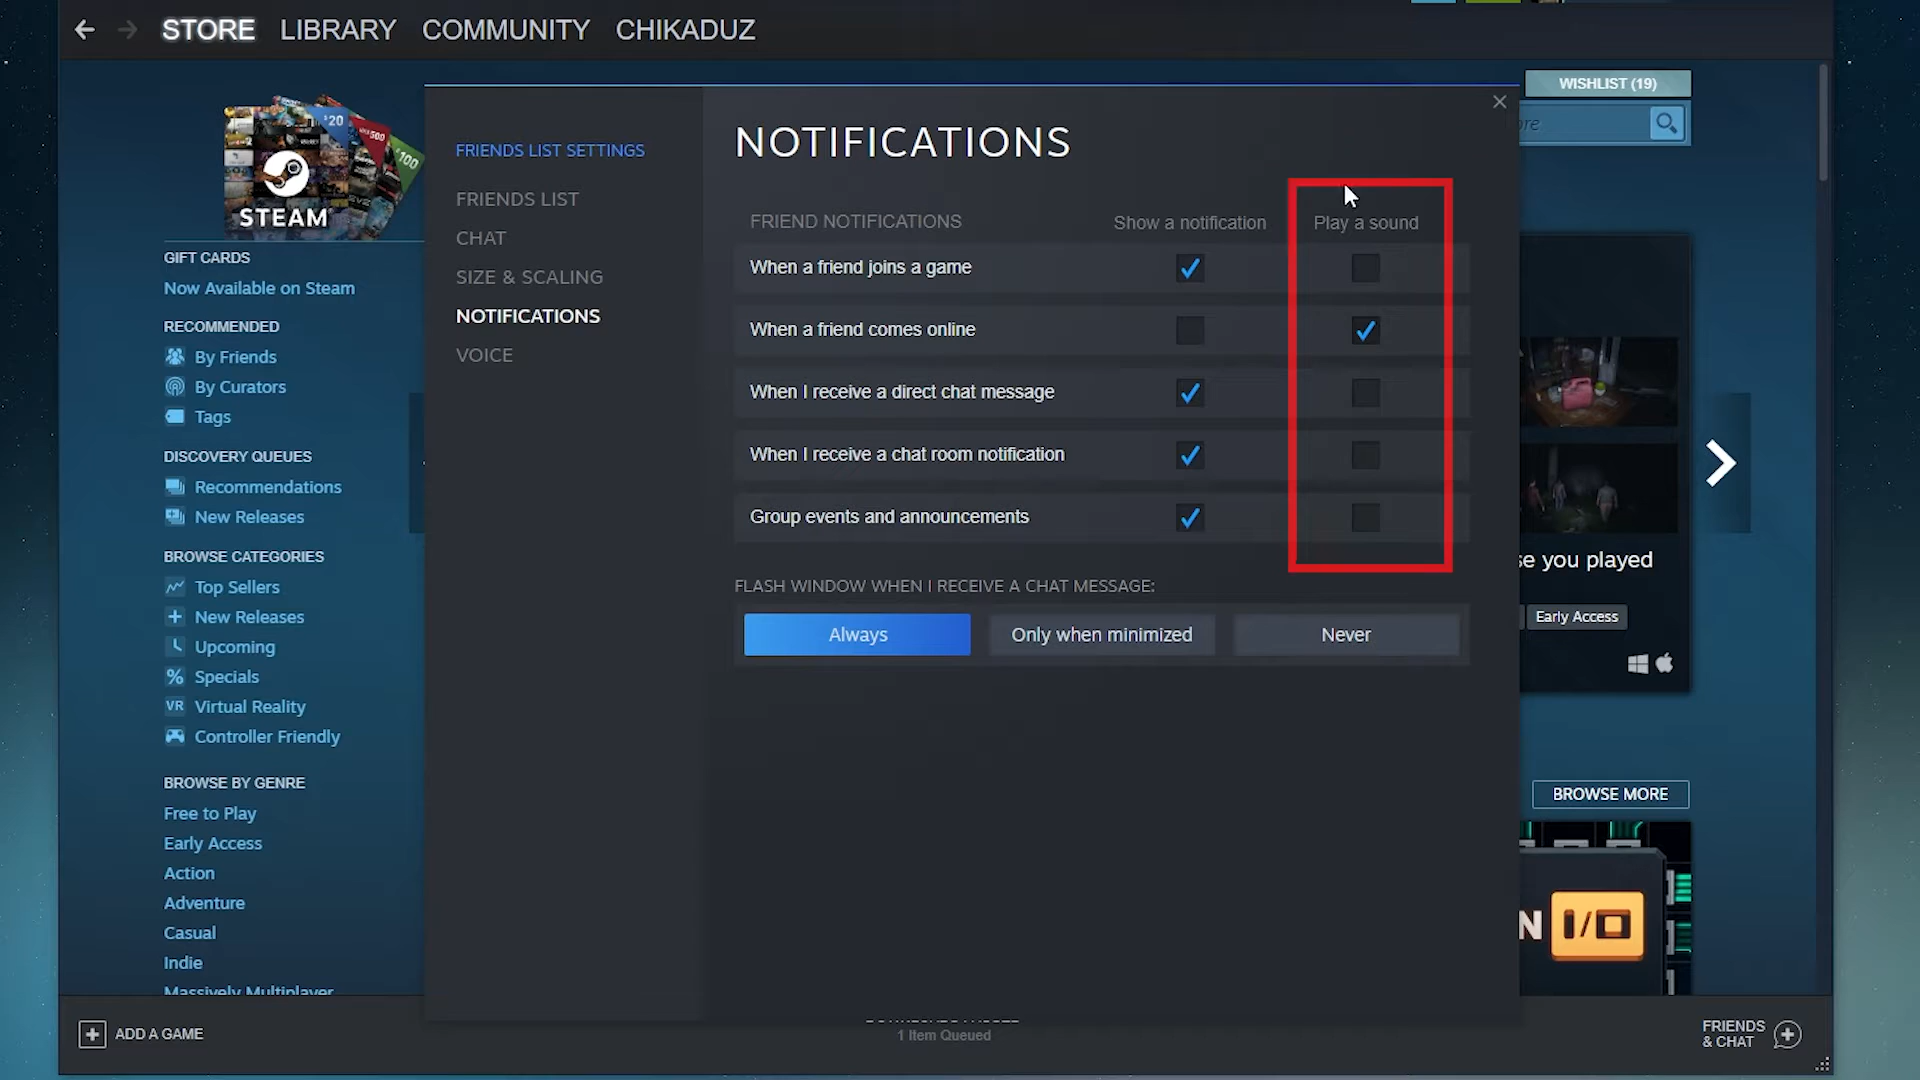 STORE LIBRARY COMMUNITY CHIKADUZ
WISHLIST (19)
$20
$100
STEAM
GIFT CARDS
Now Available on Steam
RECOMMENDED
By Friends
By Curators
Tags
DISCOVERY QUEUES
Recommendations
New Releases
BROWSE CATEGORIES
Top Sellers
New Releases
Upcoming
% Specials
VR Virtual Reality
Controller Friendly
BROWSE BY GENRE
Free to Play
Early Access
Action
Adventure
Casual
Indie
Massively Multiplayer
FRIENDS LIST SETTINGS
FRIENDS LIST
CHAT
SIZE & SCALING
NOTIFICATIONS
VOICE
NOTIFICATIONS
FRIEND NOTIFICATIONS Show a notification Play a sound
When a friend joins a game
When a friend comes online
When I receive a direct chat message
When I receive a chat room notification
Group events and announcements
FLASH WINDOW WHEN I RECEIVE A CHAT MESSAGE:
Always Only when minimized Never
you played
Early Access
BROWSE MORE
N I/O
+ ADD A GAME
1 Item Queued
FRIENDS
& CHAT